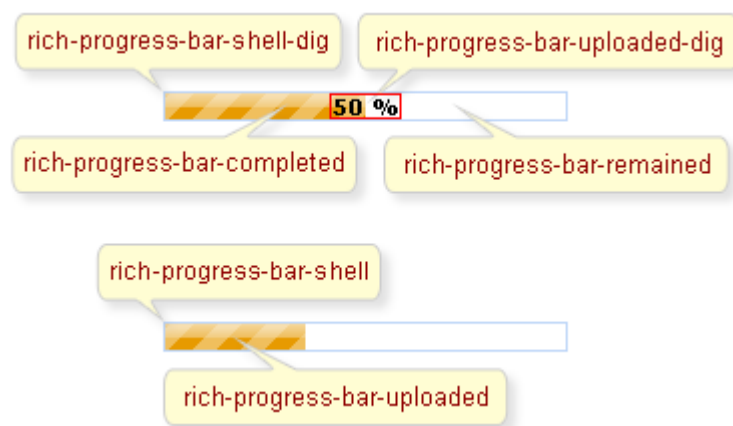 rich-progress-bar-shell-dig
rich-progress-bar-uploaded-dig
50 %
rich-progress-bar-completed
rich-progress-bar-remained
rich-progress-bar-shell
rich-progress-bar-uploaded